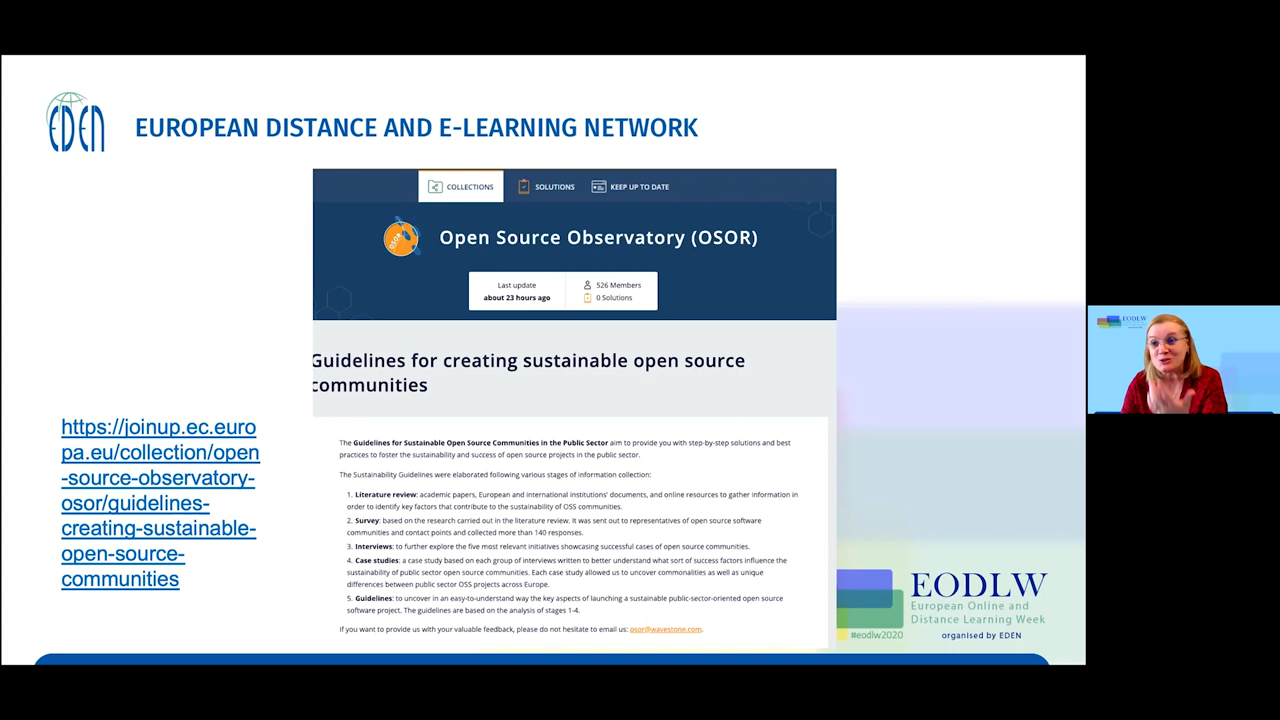 EDEN
EUROPEAN DISTANCE AND E-LEARNING NETWORK
COLLECTIONS
SOLUTIONS
KEEP UP TO DATE
OSOR
Open Source Observatory (OSOR)
Last update
about 23 hours ago
526 Members
0 Solutions
Guidelines for creating sustainable open source
communities
https://joinup.ec.euro
pa.eu/collection/open
-source-observatory-
osor/guidelines-
creating-sustainable-
open-source-
communities
The Guidelines for Sustainable Open Source Communities in the Public Sector aim to provide you with step-by-step solutions and best
practices to foster the sustainability and success of open source projects in the public sector.
The Sustainability Guidelines were elaborated following various stages of information collection:
1. Literature review: academic papers, European and international institutions' documents, and online resources to gather information in
order to identify key factors that contribute to the sustainability of OSS communities.
2. Survey: based on the research carried out in the literature review. It was sent out to representatives of open source software
communities and contact points and collected more than 140 responses.
3. Interviews: to further explore the five most relevant initiatives showcasing successful cases of open source communities.
4. Case studies: a case study based on each group of interviews written to better understand what sort of success factors influence the
sustainability of public sector open source communities. Each case study allowed us to uncover commonalities as well as unique
differences between public sector OSS projects across Europe.
5. Guidelines: to uncover in an easy-to-understand way the key aspects of launching a sustainable public-sector-oriented open source
software project. The guidelines are based on the analysis of stages 1-4.
If you want to provide us with your valuable feedback, please do not hesitate to email us: osor@wavestone.com.
EODLW
European Online and
Distance Learning Week
#eodlw2020
organised by EDEN
EODLW